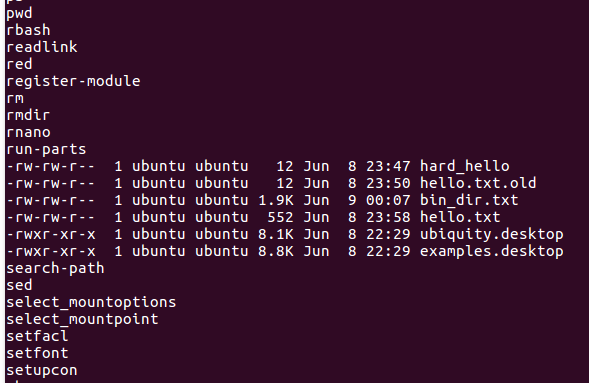 pwd
rbash
readlink
red
register-module
rm
rmdir
rnano
run-parts
-rw-rw-r--  1 ubuntu ubuntu   12 Jun  8 23:47 hard_hello
-rw-rw-r--  1 ubuntu ubuntu   12 Jun  8 23:50 hello.txt.old
-rw-rw-r--  1 ubuntu ubuntu 1.9K Jun  9 00:07 bin_dir.txt
-rw-rw-r--  1 ubuntu ubuntu  552 Jun  8 23:58 hello.txt
-rwxr-xr-x  1 ubuntu ubuntu 8.1K Jun  8 22:29 ubiquity.desktop
-rwxr-xr-x  1 ubuntu ubuntu 8.8K Jun  8 22:29 examples.desktop
search-path
sed
select_mountoptions
select_mountpoint
setfacl
setfont
setupcon